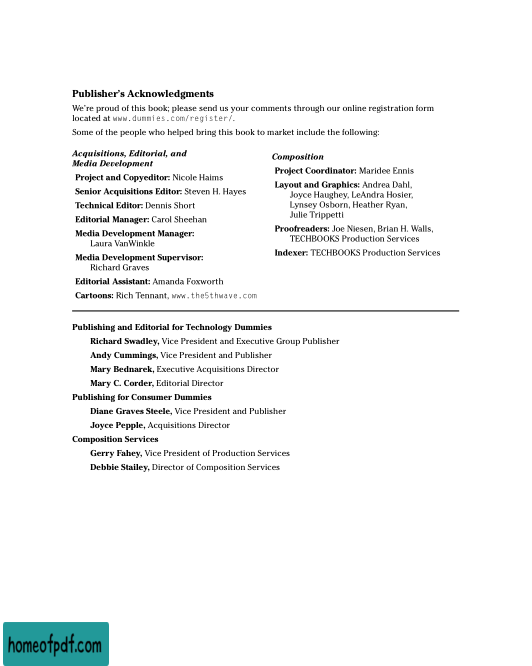 Publisher's Acknowledgments
We're proud of this book; please send us your comments through our online registration form
located at www.dummies.com/register/.
Some of the people who helped bring this book to market include the following:
Acquisitions, Editorial, and
Media Development
Project and Copyeditor: Nicole Haims
Senior Acquisitions Editor: Steven H. Hayes
Technical Editor: Dennis Short
Editorial Manager: Carol Sheehan
Media Development Manager:
Laura VanWinkle
Media Development Supervisor:
Richard Graves
Editorial Assistant: Amanda Foxworth
Cartoons: Rich Tennant, www.the5thwave.com
Composition
Project Coordinator: Maridee Ennis
Layout and Graphics: Andrea Dahl,
Joyce Haughey, LeAndra Hosier,
Lynsey Osborn, Heather Ryan,
Julie Trippetti
Proofreaders: Joe Niesen, Brian H. Walls,
TECHBOOKS Production Services
Indexer: TECHBOOKS Production Services
Publishing and Editorial for Technology Dummies
Richard Swadley, Vice President and Executive Group Publisher
Andy Cummings, Vice President and Publisher
Mary Bednarek, Executive Acquisitions Director
Mary C. Corder, Editorial Director
Publishing for Consumer Dummies
Diane Graves Steele, Vice President and Publisher
Joyce Pepple, Acquisitions Director
Composition Services
Gerry Fahey, Vice President of Production Services
Debbie Stailey, Director of Composition Services
homeofpdf.com